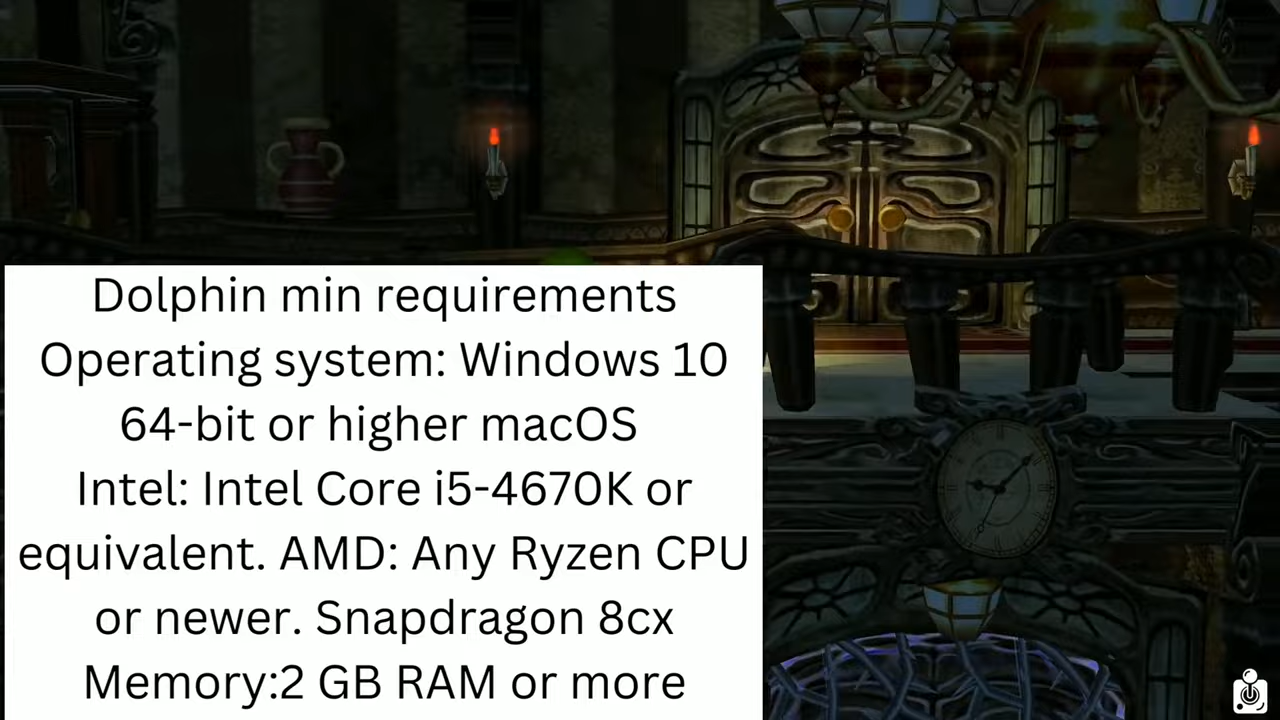 Dolphin min requirements
Operating system: Windows 10
64-bit or higher macOS
Intel: Intel Core i5-4670K or
equivalent. AMD: Any Ryzen CPU
or newer. Snapdragon 8cx
Memory:2 GB RAM or more